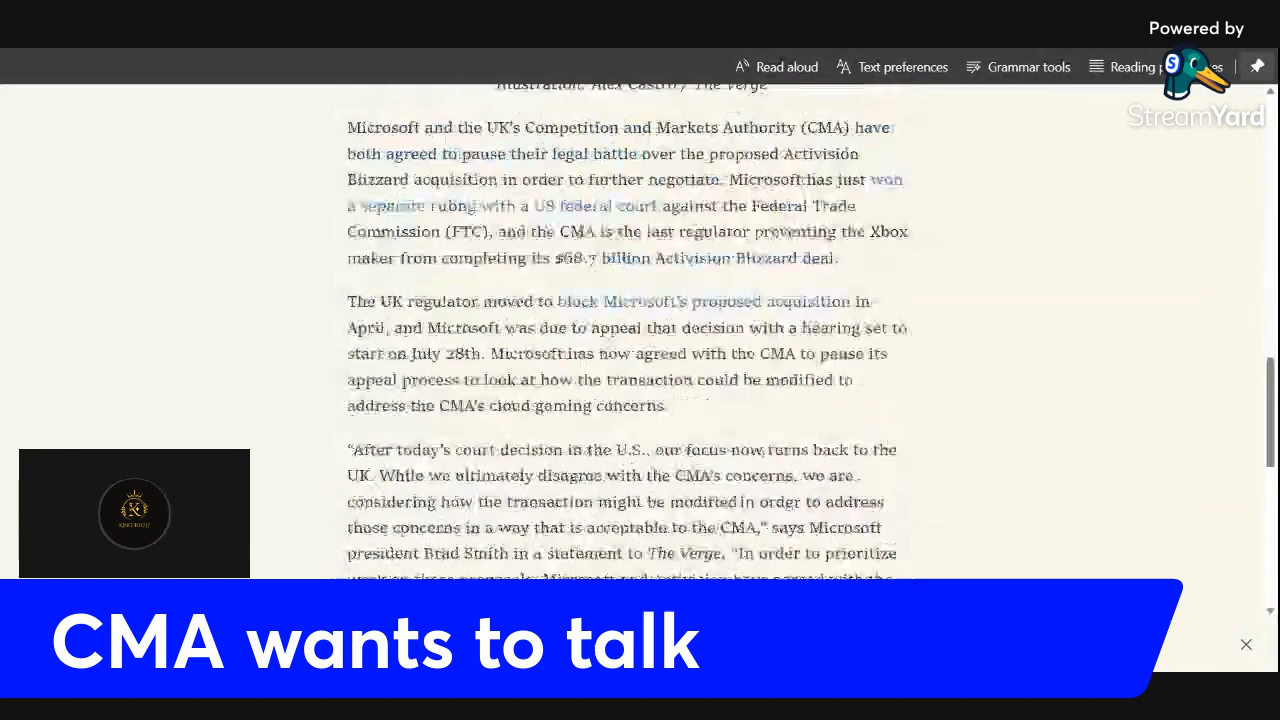 Powered by
Read aloud
Text preferences
Grammar tools
Reading
StreamYard
Illustration: Alex Castro / The Verge
Microsoft and the UK's Competition and Markets Authority (CMA) have
both agreed to pause their legal battle over the proposed Activision
Blizzard acquisition in order to further negotiate. Microsoft has just won
a separate ruling with a US federal court against the Federal Trade
Commission (FTC), and the CMA is the last regulator preventing the Xbox
maker from completing its $68.7 billion Activision Blizzard deal.
The UK regulator moved to block Microsoft's proposed acquisition in
April, and Microsoft was due to appeal that decision with a hearing set to
start on July 28th. Microsoft has now agreed with the CMA to pause its
appeal process to look at how the transaction could be modified to
address the CMA's cloud gaming concerns.
"After today's court decision in the U.S., our focus now turns back to the
UK. While we ultimately disagree with the CMA's concerns, we are
considering how the transaction might be modified in order to address
those concerns in a way that is acceptable to the CMA," says Microsoft
president Brad Smith in a statement to The Verge. "In order to prioritize
CMA wants to talk